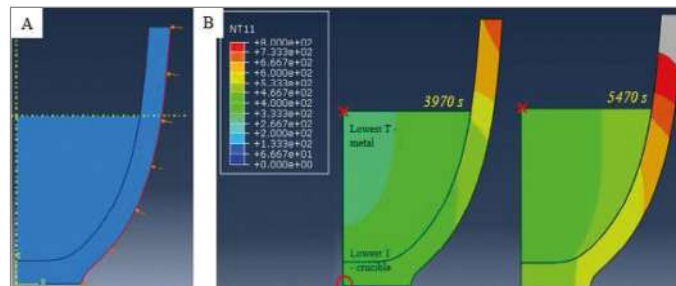 A
B
NT11
+8.000e+02
+7.333e+02
+6.667e+02
+6.000e+02
+5.333e+02
+4.667e+02
+4.000e+02
+3.333e+02
+2.667e+02
+2.000e+02
+1.333e+02
+6.667e+01
+0.000e+00
3970 s
5470 s
Lowest T -
metal
Lowest T
- crucible